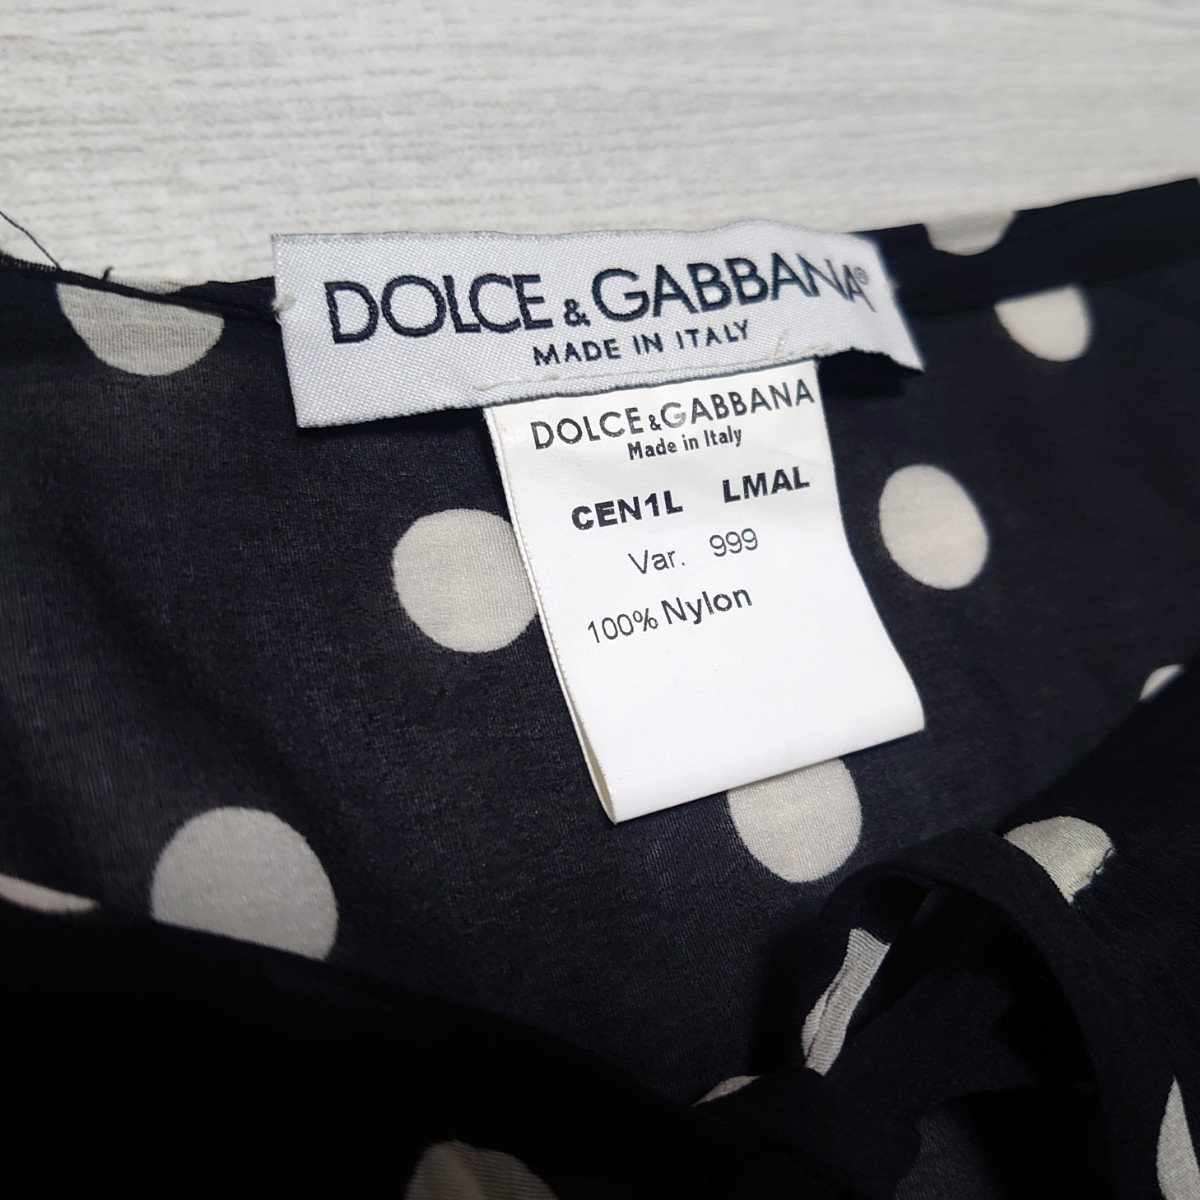 DOLCE & GABBANA®
MADE IN ITALY
DOLCE & GABBANA
Made in Italy
CEN1L LMAL
Var. 999
100% Nylon